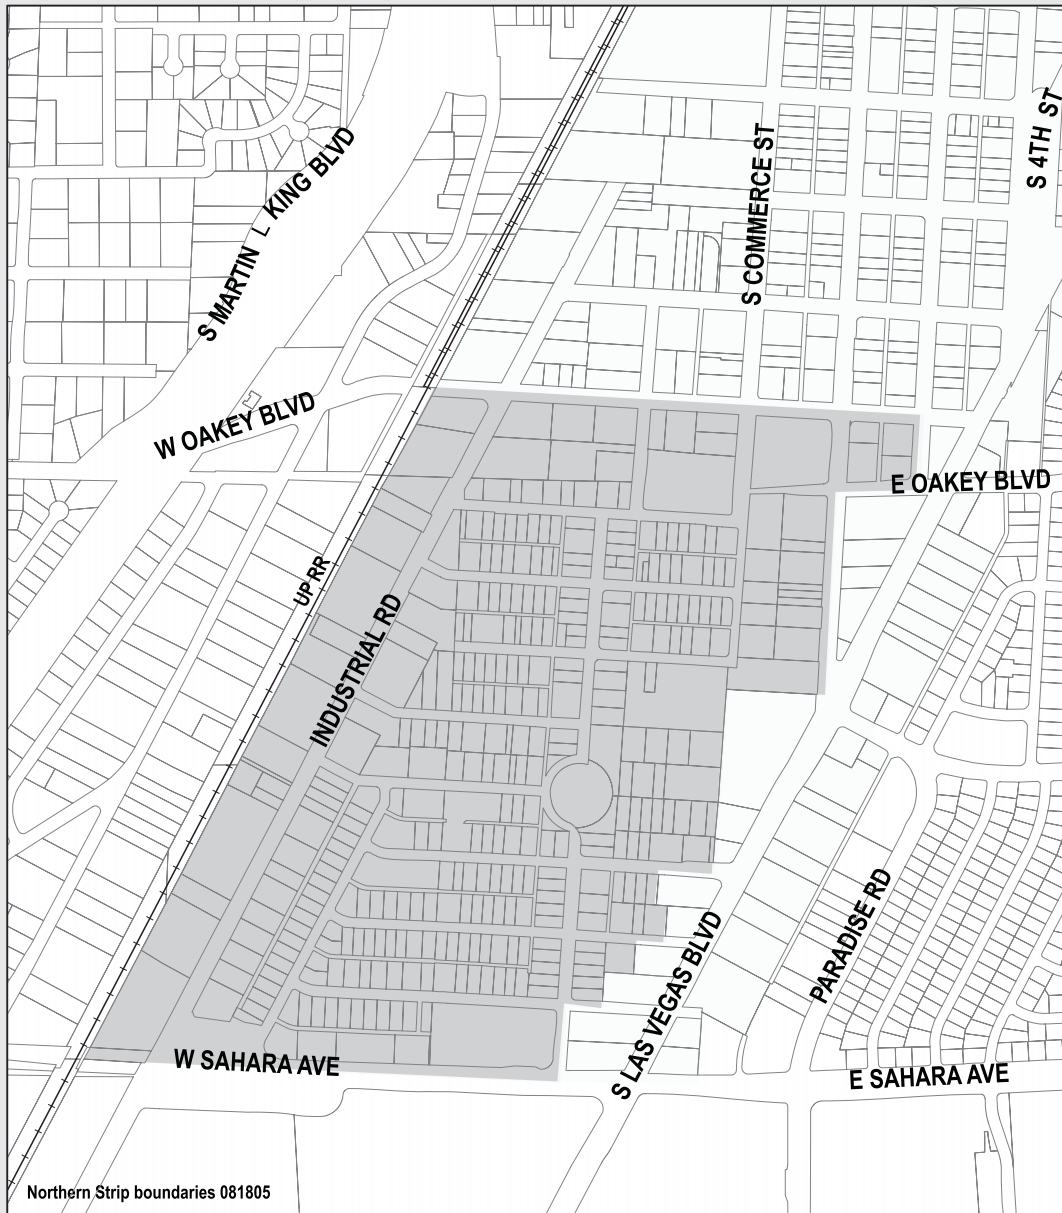 S 4TH ST
S COMMERCE ST
S MARTIN L KING BLVD
W OAKEY BLVD
E OAKEY BLVD
UP RR
INDUSTRIAL RD
PARADISE RD
S LAS VEGAS BLVD
W SAHARA AVE
E SAHARA AVE
Northern Strip boundaries 081805